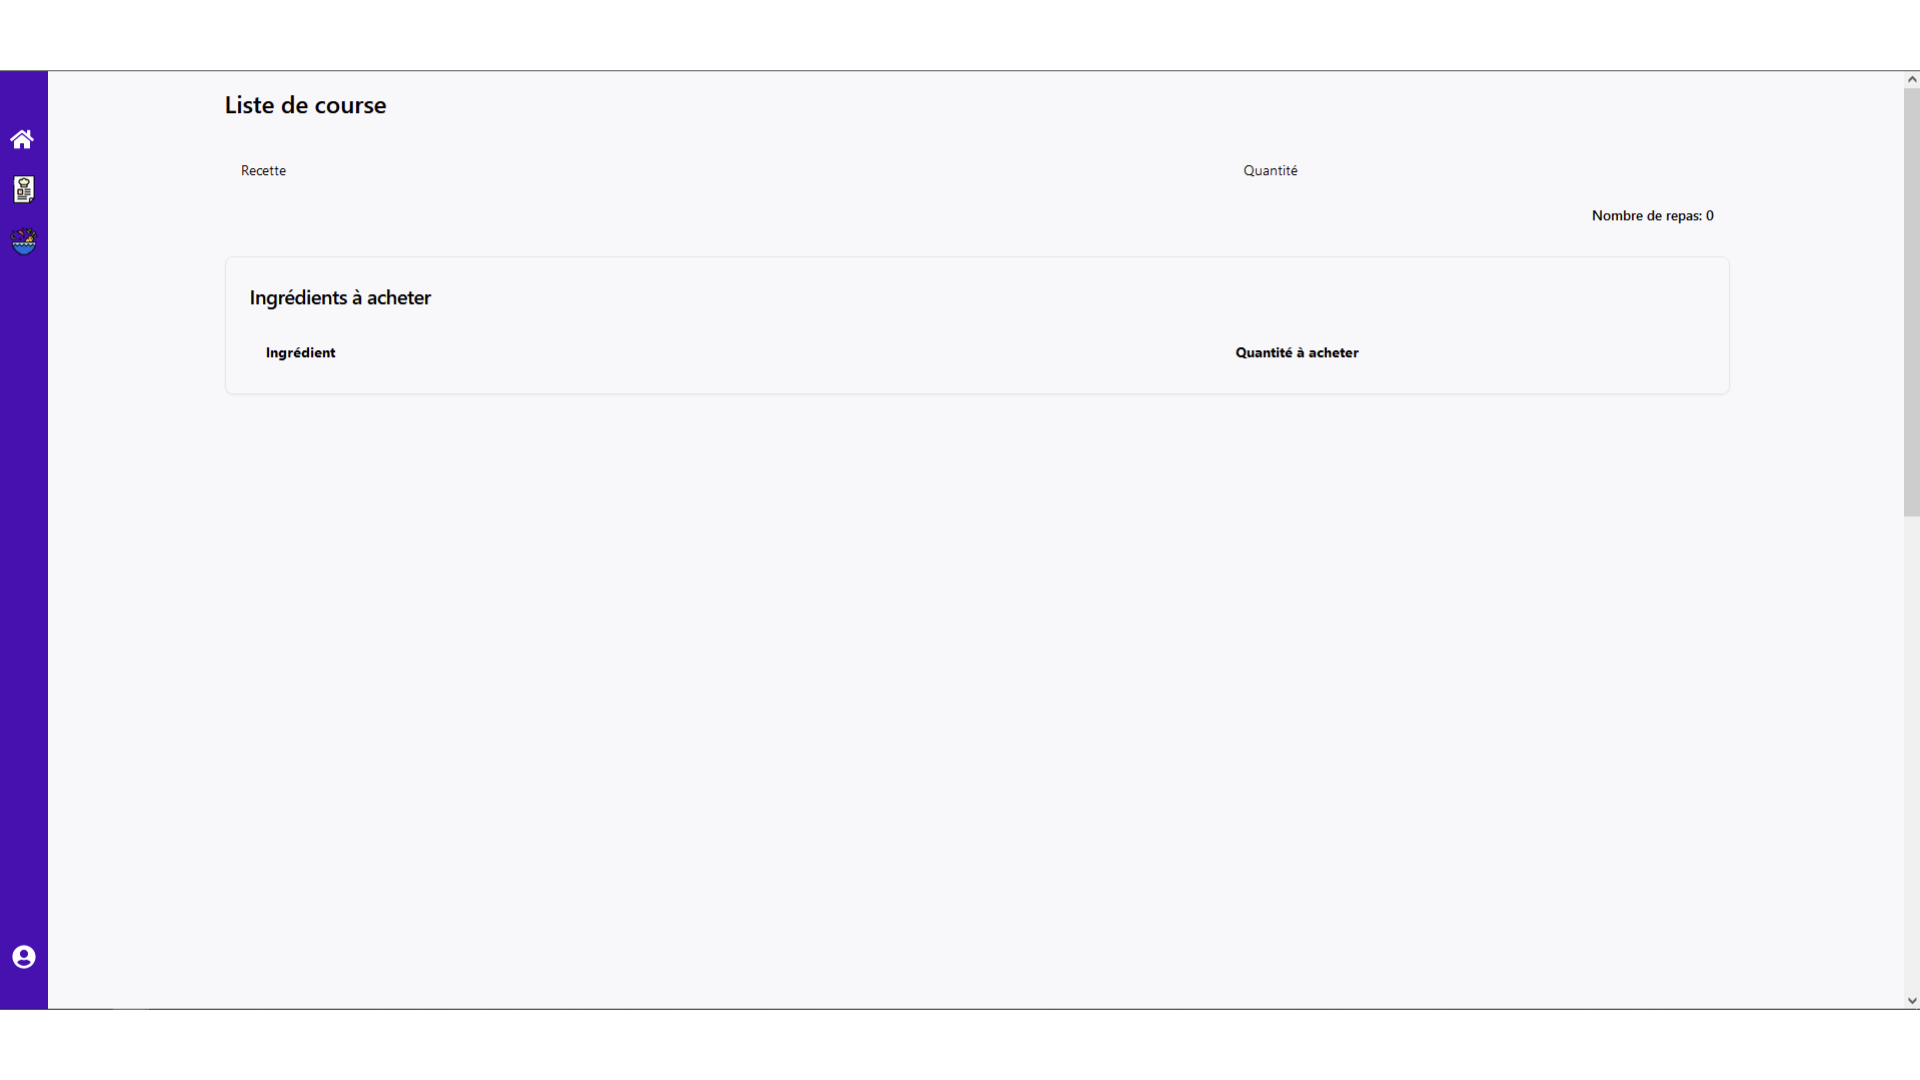 Liste de course
Recette Quantité
Nombre de repas: 0
Ingrédients à acheter
Ingrédient Quantité à acheter